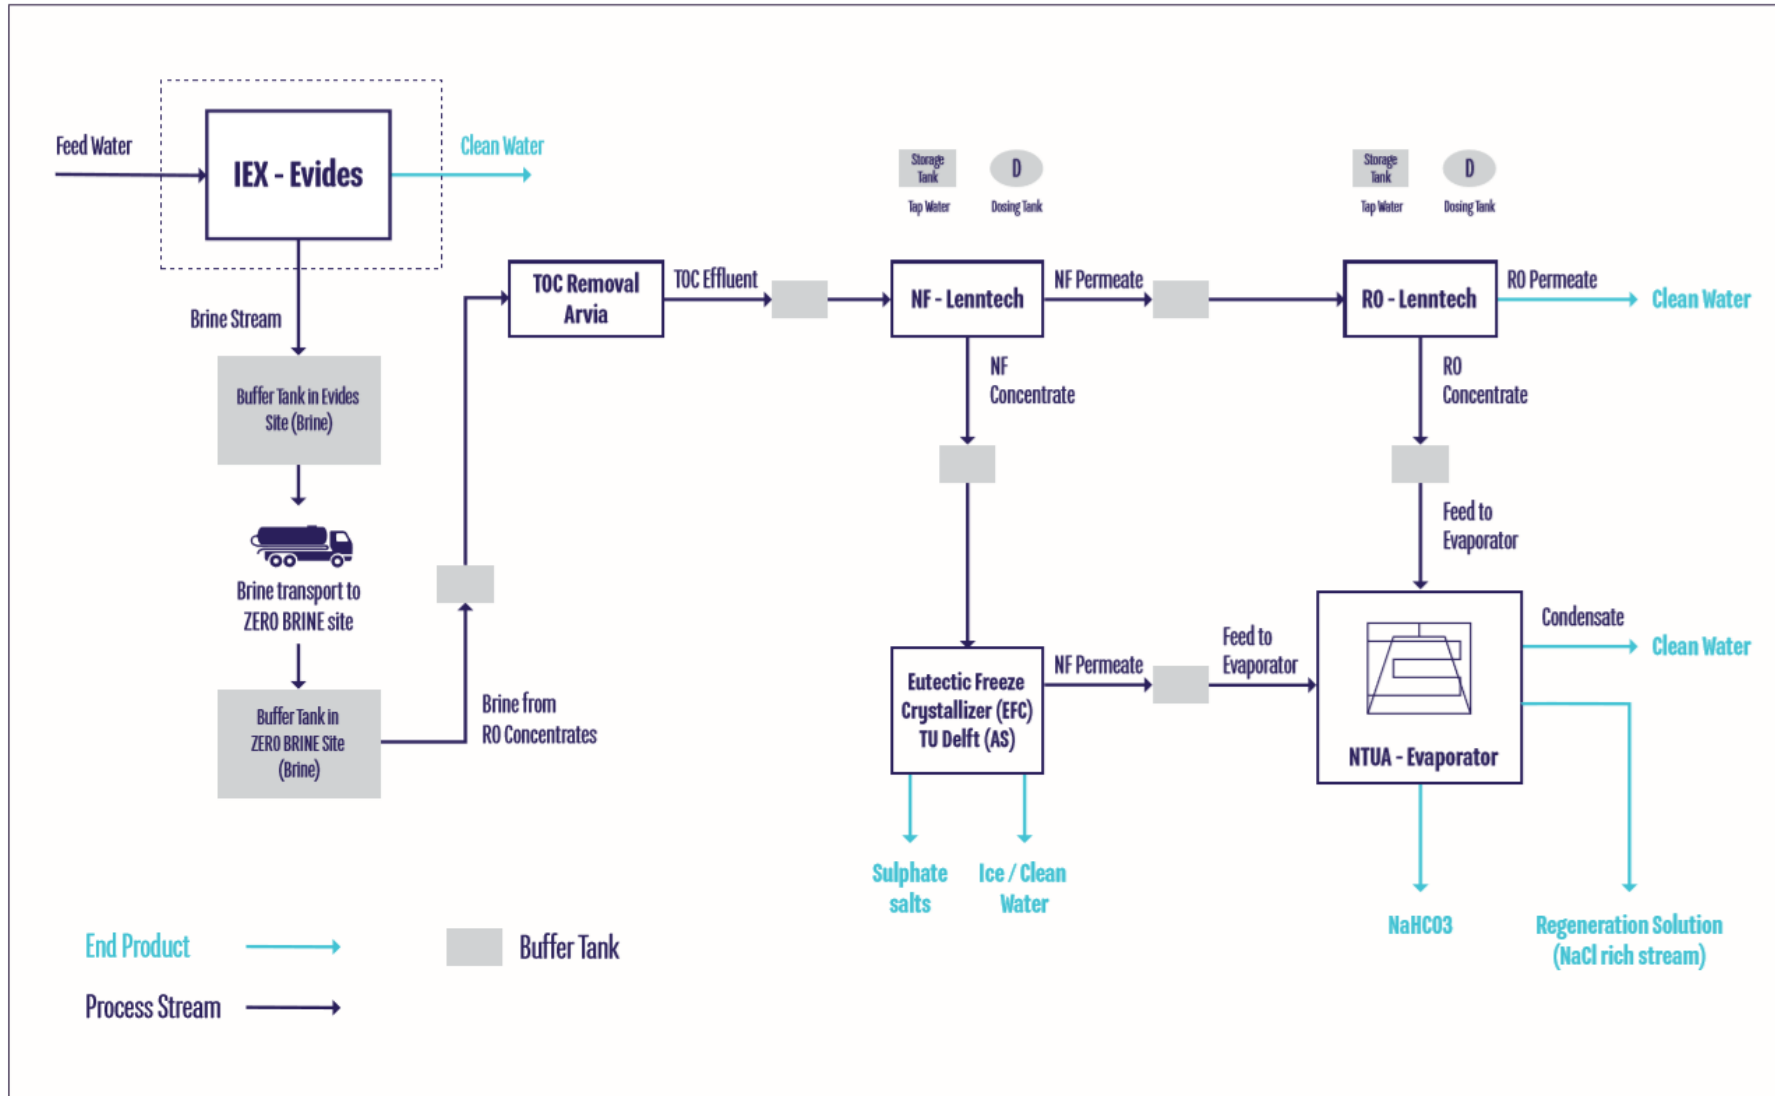 Feed Water
IEX - Evides
Clean Water
Brine Stream
Buffer Tank in Evides
Site (Brine)
Brine transport to
ZERO BRINE site
Buffer Tank in
ZERO BRINE Site
(Brine)
Brine from
RO Concentrates
TOC Removal
Arvia
TOC Effluent
Storage
Tank
Tap Water
D
Dosing Tank
NF - Lenntech
NF Permeate
NF
Concentrate
Storage
Tank
Tap Water
D
Dosing Tank
RO - Lenntech
RO Permeate
Clean Water
RO
Concentrate
Feed to
Evaporator
Eutectic Freeze
Crystallizer (EFC)
TU Delft (AS)
NF Permeate
Feed to
Evaporator
NTUA - Evaporator
Condensate
Clean Water
Sulphate
salts
Ice / Clean
Water
NaHCO3
Regeneration Solution
(NaCl rich stream)
End Product
Buffer Tank
Process Stream